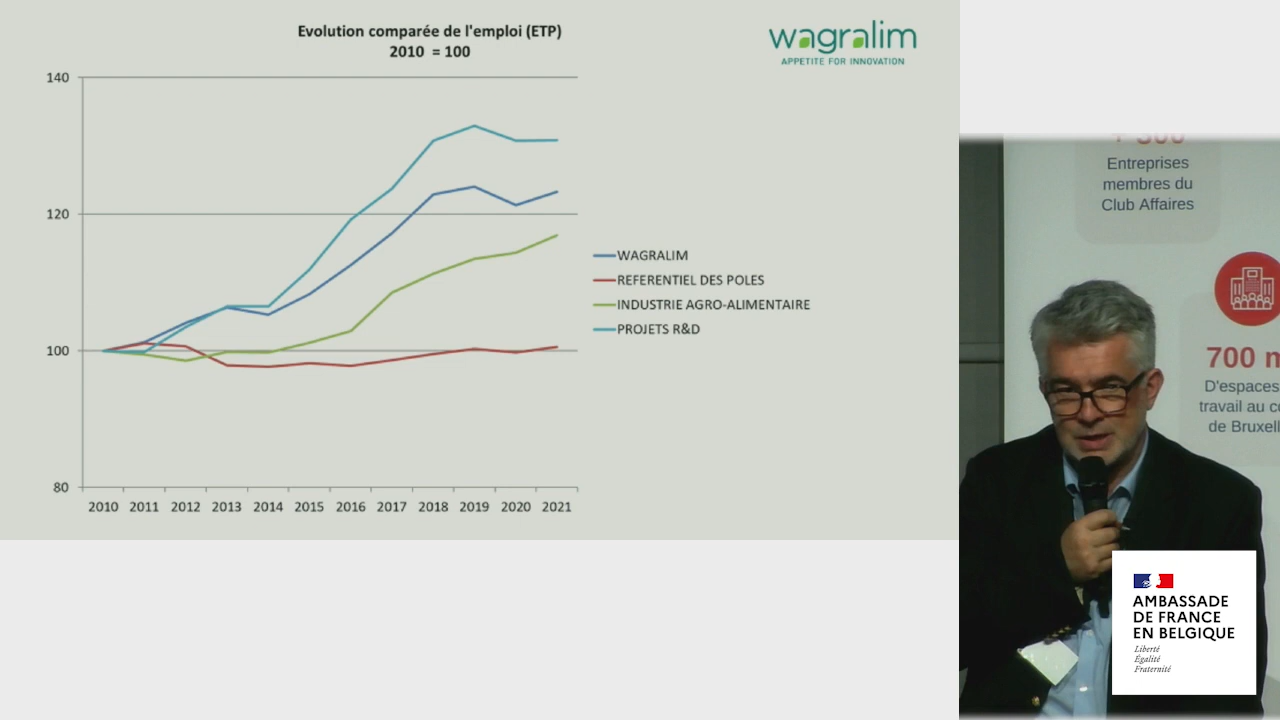 Evolution comparée de l'emploi (ETP)
2010 = 100
wagralim
APPETITE FOR INNOVATION
140
120
100
80
2010 2011 2012 2013 2014 2015 2016 2017 2018 2019 2020 2021
WAGRALIM
REFERENTIEL DES POLES
INDUSTRIE AGRO-ALIMENTAIRE
PROJETS R&D
Entreprises
membres du
Club Affaires
700
D'espaces
travail au
de
AMBASSADE
DE FRANCE
EN BELGIQUE
Liberté
Égalité
Fraternité